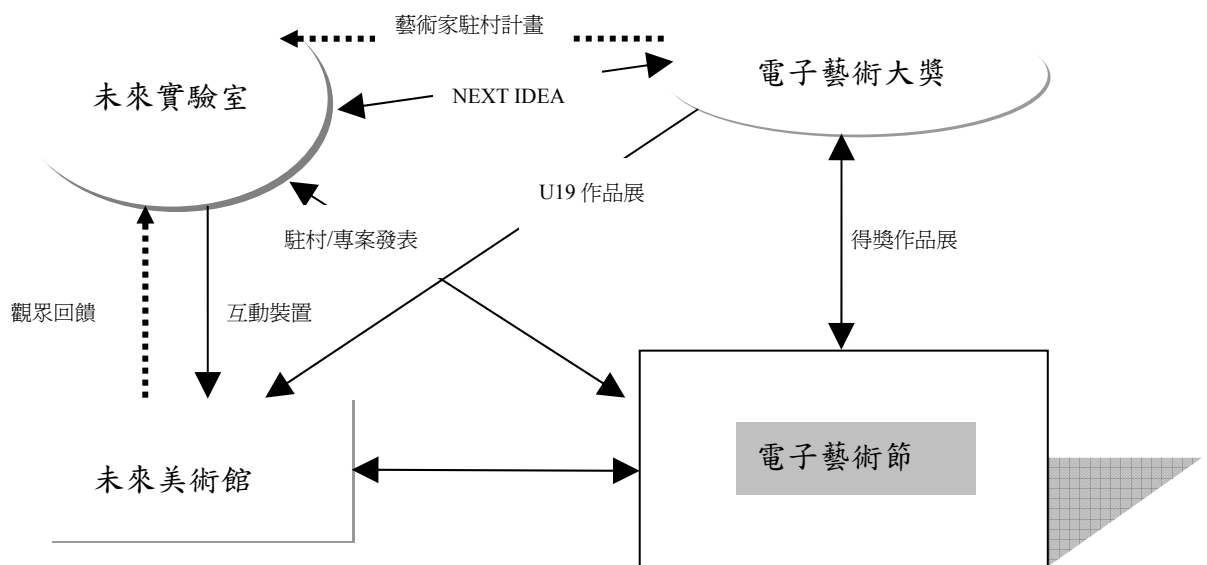 藝術家駐村計畫
未來實驗室
電子藝術大獎
NEXT IDEA
U19 作品展
駐村/專案發表
得獎作品展
觀眾回饋
互動裝置
電子藝術節
未來美術館